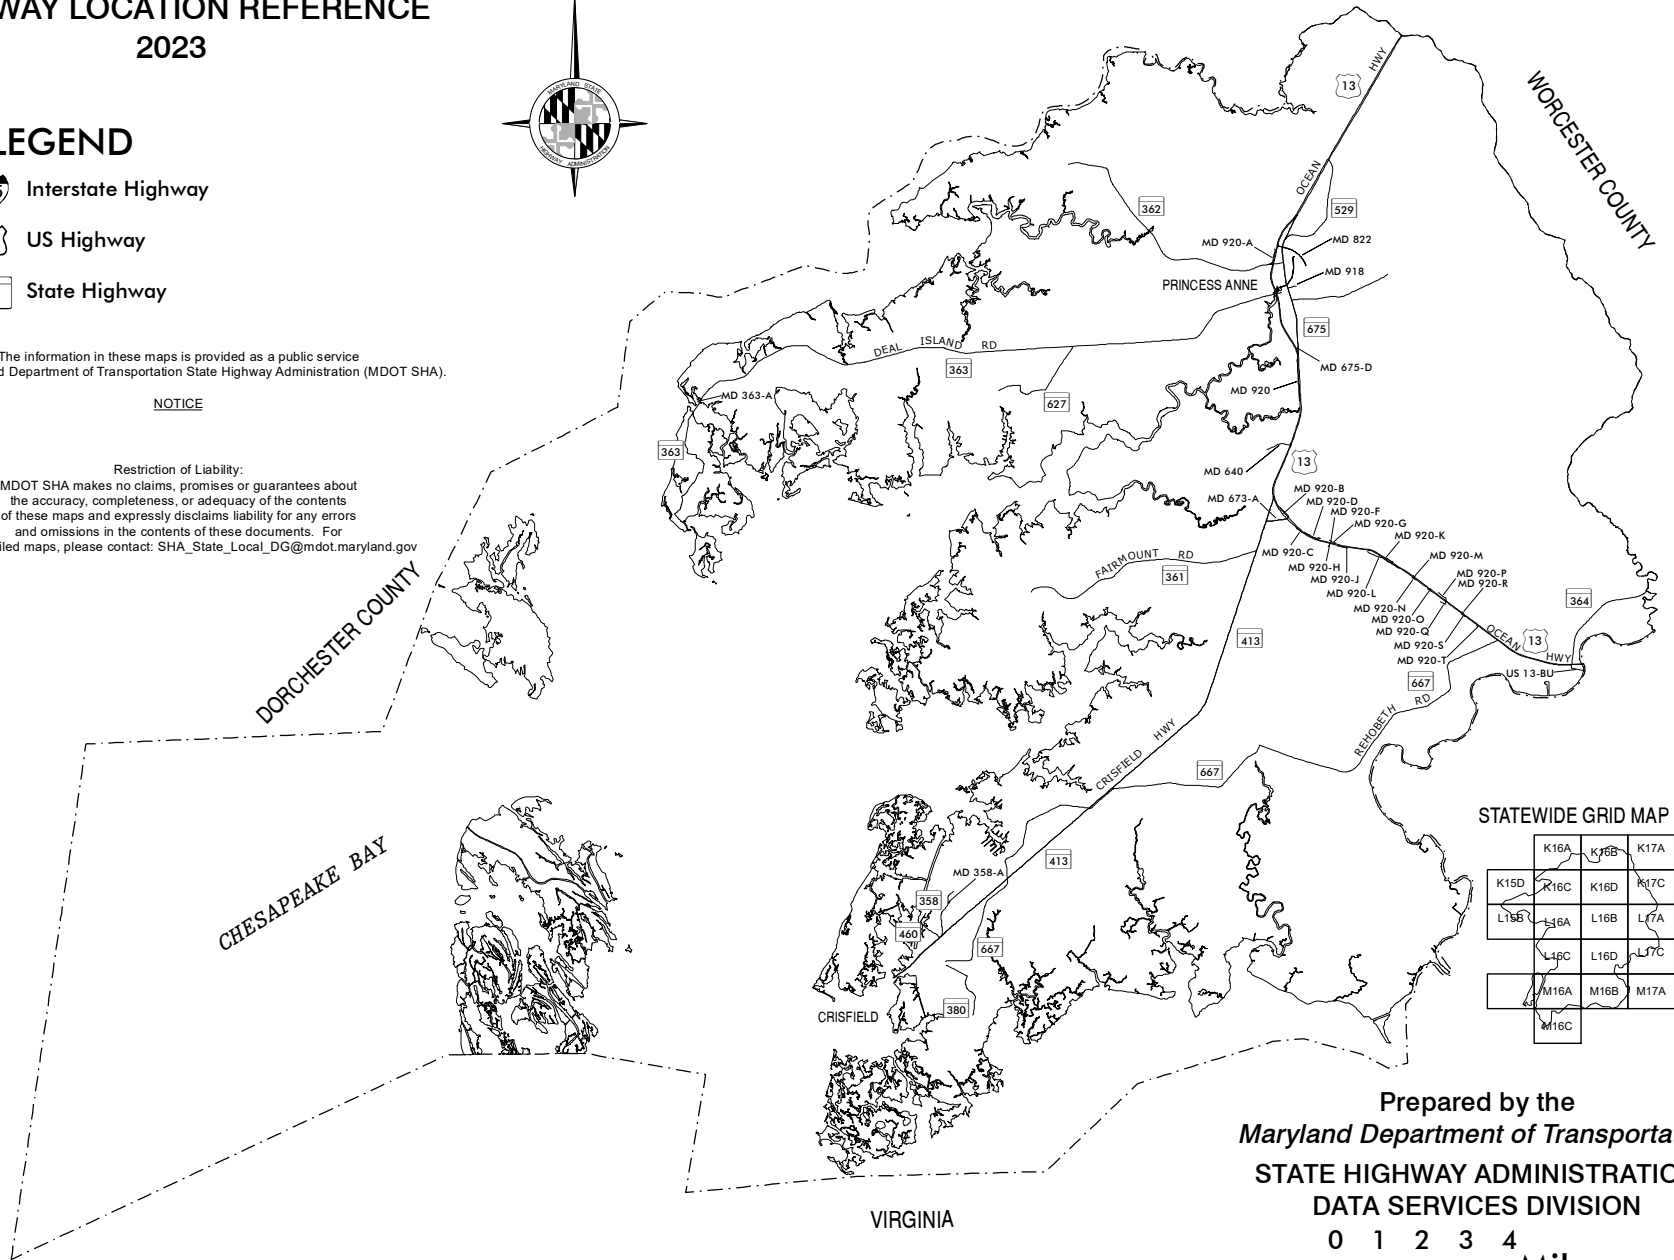 WAY LOCATION REFERENCE
2023
LEGEND
Interstate Highway
US Highway
State Highway
The information in these maps is provided as a public service
d Department of Transportation State Highway Administration (MDOT SHA).
NOTICE
Restriction of Liability:
MDOT SHA makes no claims, promises or guarantees about
the accuracy, completeness, or adequacy of the contents
of these maps and expressly disclaims liability for any errors
and omissions in the contents of these documents. For
iled maps, please contact: SHA_State_Local_DG@mdot.maryland.gov
MARYLAND STATE
HIGHWAY ADMINISTRATION
DORCHESTER COUNTY
CHESAPEAKE BAY
WORCESTER COUNTY
13
OCEAN HWY
362
529
MD 920-A
MD 822
MD 918
PRINCESS ANNE
675
DEAL ISLAND RD
363
MD 675-D
MD 363-A
627
MD 920
363
MD 640
13
MD 673-A
MD 920-B
MD 920-D
MD 920-F
MD 920-G
MD 920-K
MD 920-C
MD 920-H
MD 920-J
MD 920-L
MD 920-M
MD 920-P
MD 920-R
MD 920-N
MD 920-O
MD 920-Q
MD 920-S
MD 920-T
FAIRMOUNT RD
361
364
413
OCEAN HWY
13
US 13-BU
667
REHOBETH RD
CRISFIELD HWY
667
413
MD 358-A
358
460
667
380
CRISFIELD
VIRGINIA
STATEWIDE GRID MAP
K16A K16B K17A
K15D K16C K16D K17C
L15B L16A L16B L17A
L16C L16D L17C
M16A M16B M17A
M16C
Prepared by the
Maryland Department of Transporta
STATE HIGHWAY ADMINISTRATIO
DATA SERVICES DIVISION
0 1 2 3 4